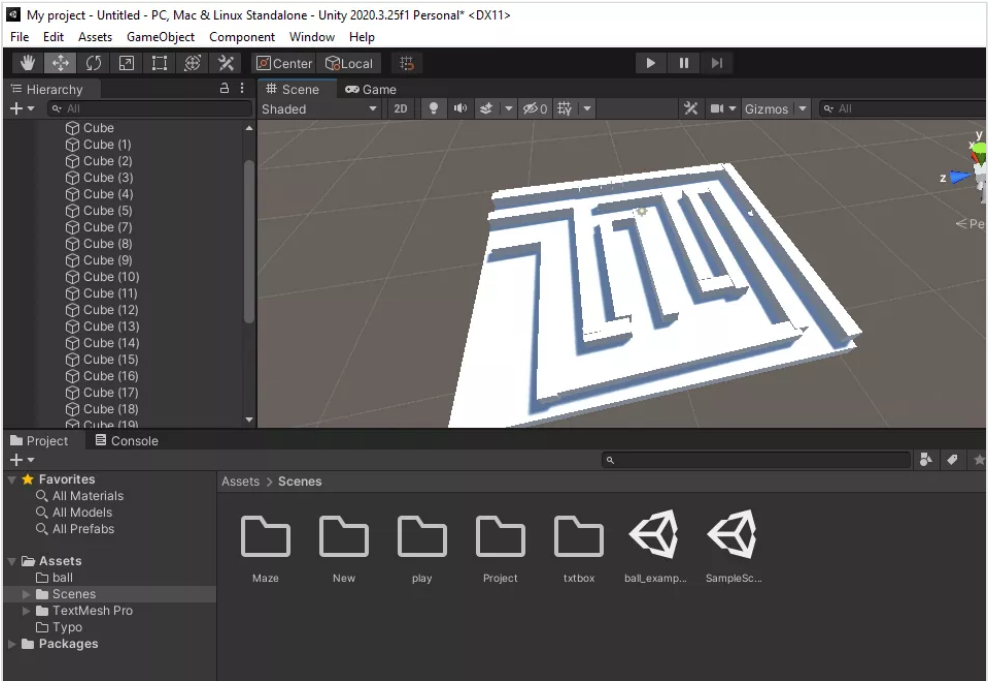 My project - Untitled - PC, Mac & Linux Standalone - Unity 2020.3.25f1 Personal* <DX11>
File Edit Assets GameObject Component Window Help
Center Local
Hierarchy
Scene Game
All
Shaded 2D 0 Gizmos All
Cube
Cube (1)
Cube (2)
Cube (3)
Cube (4)
Cube (5)
Cube (7)
Cube (8)
Cube (9)
Cube (10)
Cube (11)
Cube (12)
Cube (13)
Cube (14)
Cube (15)
Cube (16)
Cube (17)
Cube (18)
Cube (19)
y
x
z
<Pe
Project Console
Favorites
All Materials
All Models
All Prefabs
Assets
ball
Scenes
TextMesh Pro
Typo
Packages
Assets > Scenes
Maze New play Project txtbox ball_examp... SampleSc...